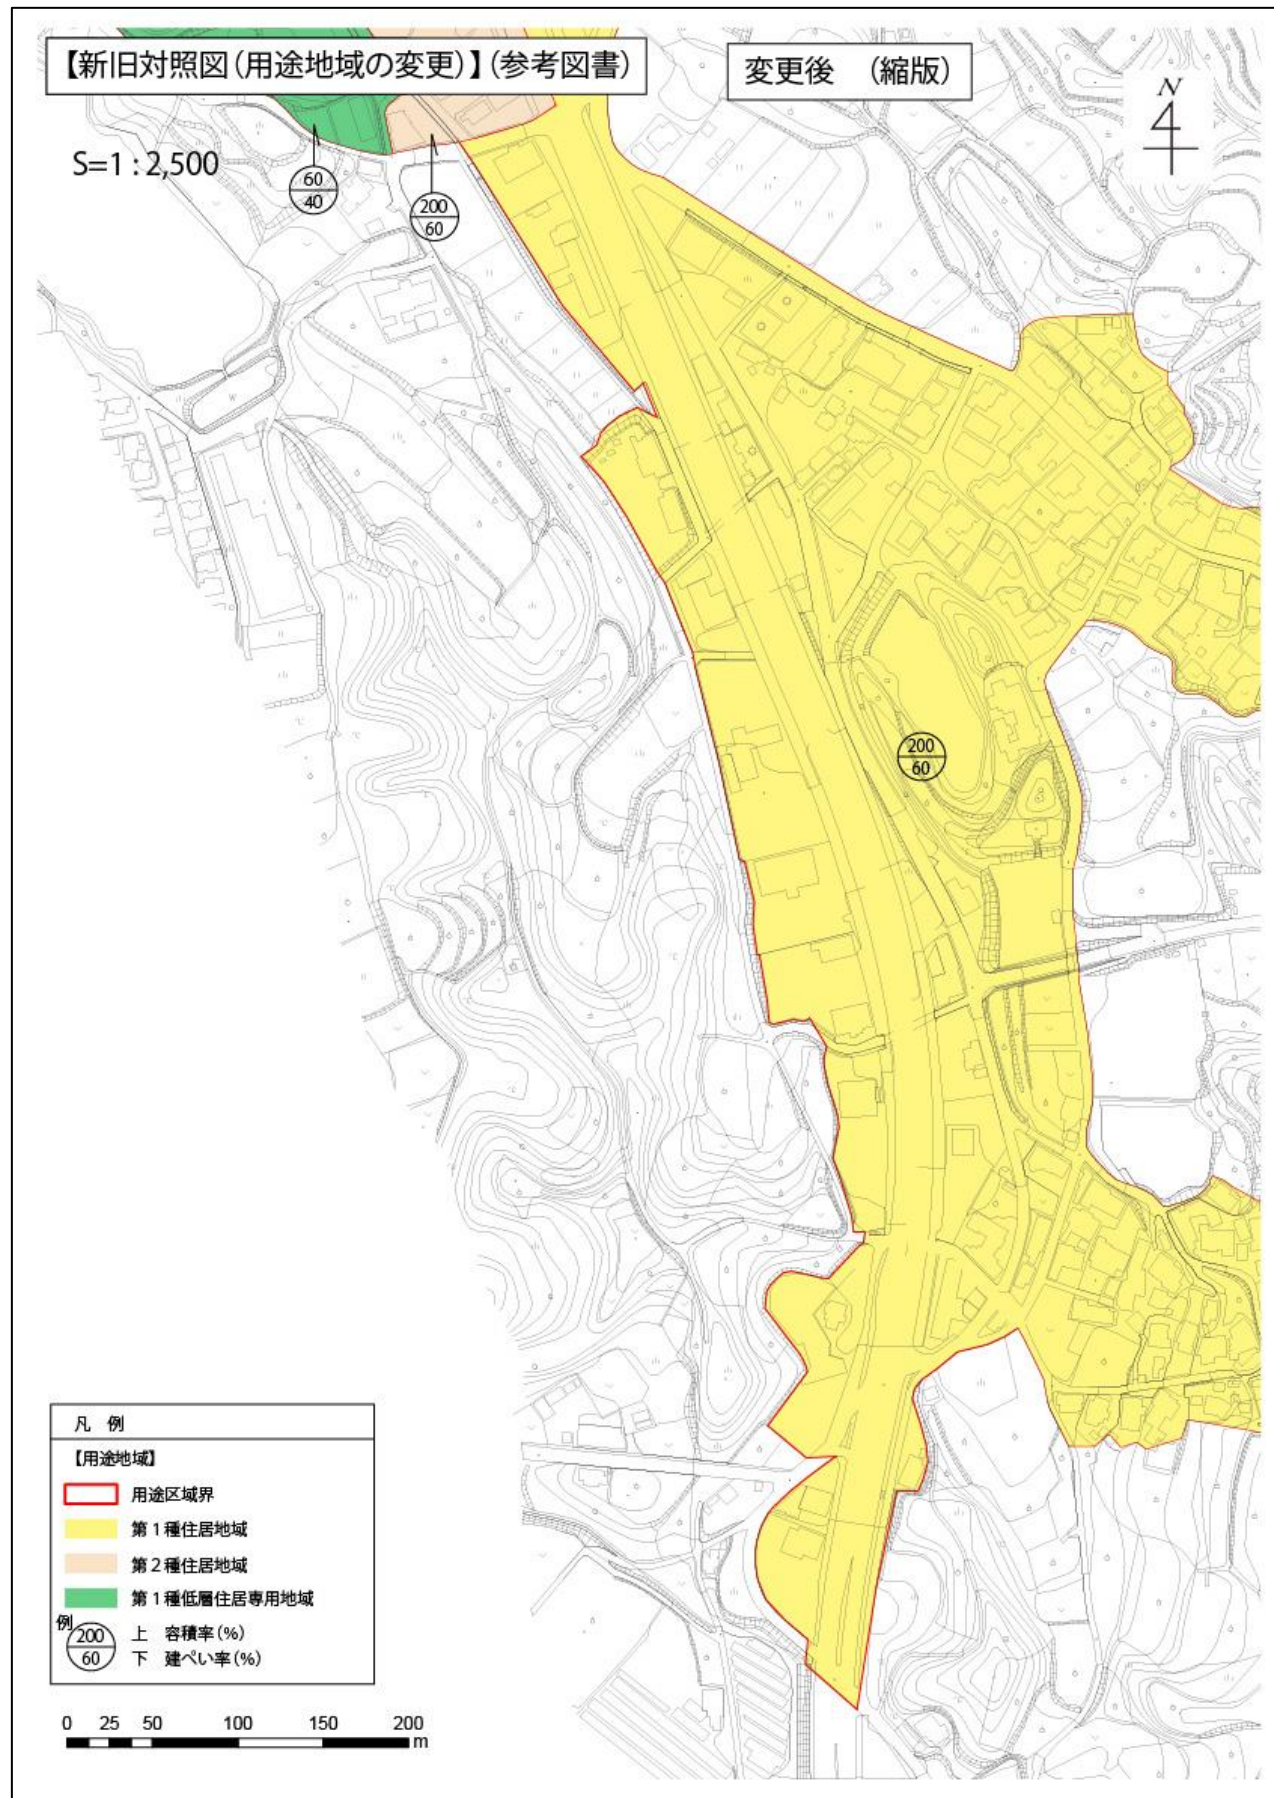 【新旧対照図(用途地域の変更)】(参考図書)
変更後 (縮版)
N
S=1:2,500
60
40
200
60
200
60
凡 例
【用途地域】
用途区域界
第1種住居地域
第2種住居地域
第1種低層住居専用地域
例
200
60
上 容積率(%)
下 建ぺい率(%)
0 25 50 100 150 200
m